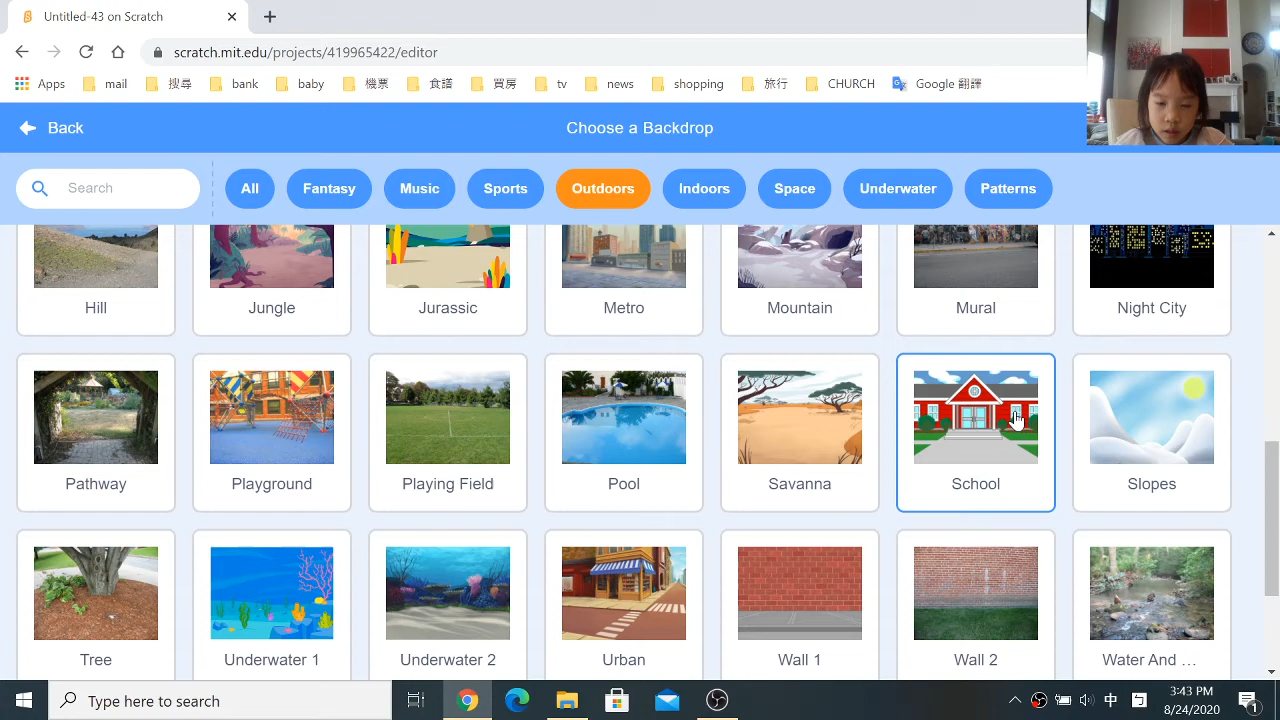 Untitled-43 on Scratch
scratch.mit.edu/projects/419965422/editor
Apps mail 搜尋 bank baby 機票 食譜 買房 tv news shopping 旅行 CHURCH Google 翻譯
Back
Choose a Backdrop
Search
All Fantasy Music Sports Outdoors Indoors Space Underwater Patterns
Hill Jungle Jurassic Metro Mountain Mural Night City
Pathway Playground Playing Field Pool Savanna School Slopes
Tree Underwater 1 Underwater 2 Urban Wall 1 Wall 2 Water And ...
Type here to search
中
3:43 PM
8/24/2020
1